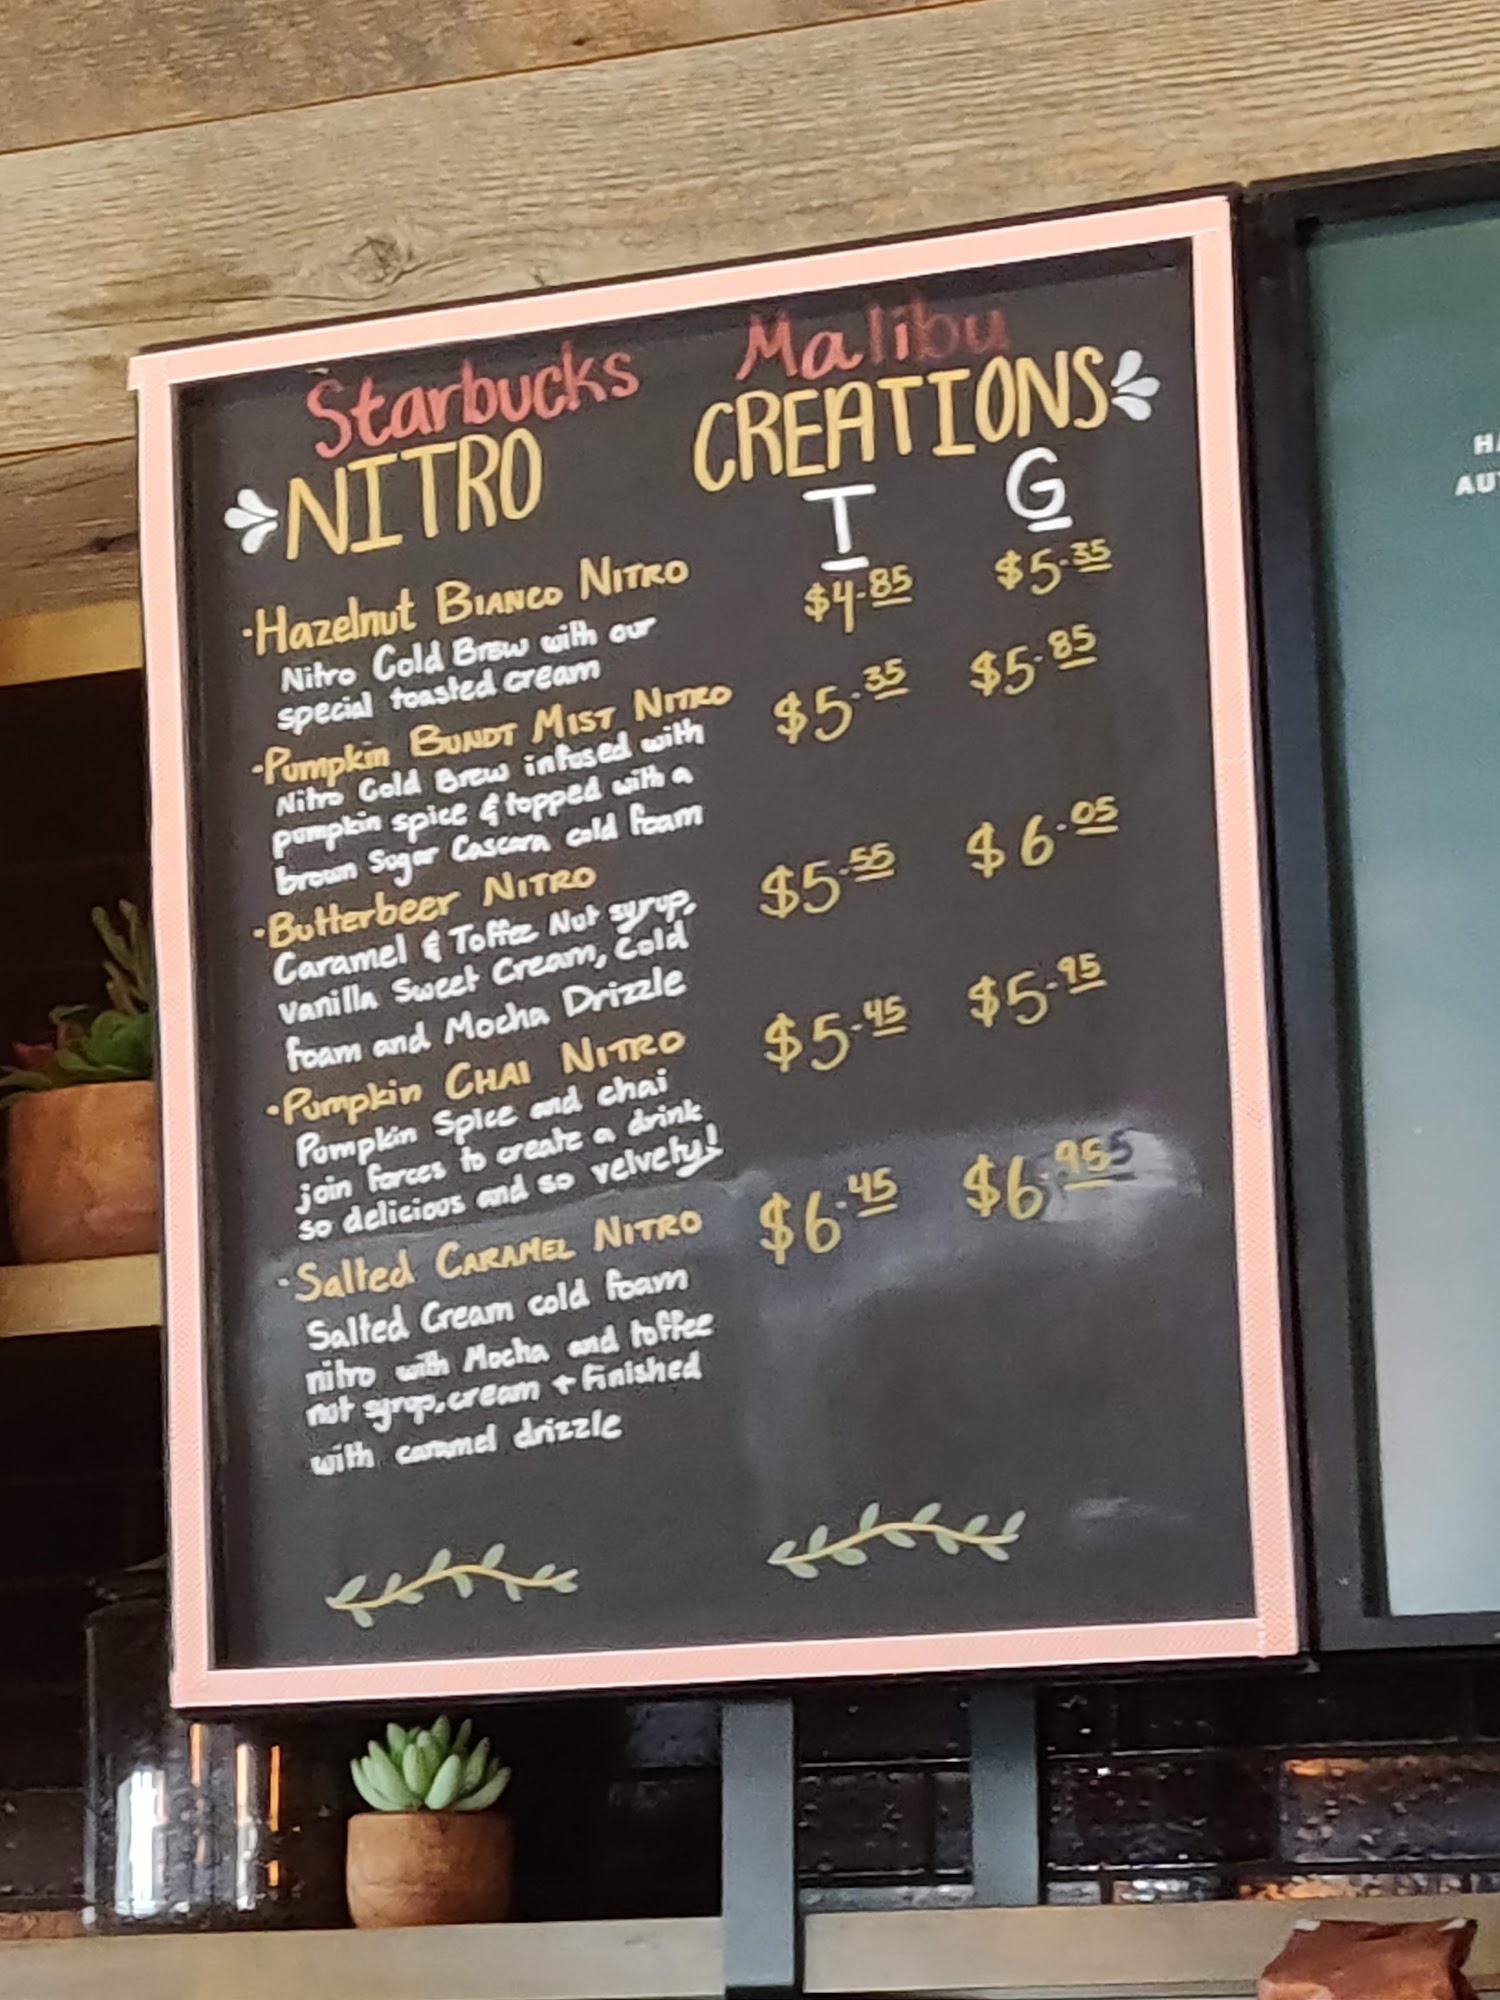 Starbucks Malibu
NITRO CREATIONS
T G
·Hazelnut BIANCO NITRO $4.85 $5.35
Nitro Cold Brew with our
special toasted cream
·Pumpkin BUNDT MIST NITRO $5.35 $5.85
Nitro Cold Brew infused with
pumpkin spice & topped with a
brown Sugar Cascara cold foam
·Butterbeer NITRO $5.55 $6.05
Caramel & Toffee Nut syrup,
Vanilla Sweet Cream, Cold
foam and Mocha Drizzle
·Pumpkin CHAI NITRO $5.45 $5.95
Pumpkin Spice and chai
join forces to create a drink
so delicious and so velvety!
·Salted CARAMEL NITRO $6.45 $6.95
Salted Cream cold foam
nitro with Mocha and toffee
nut syrup, cream + finished
with caramel drizzle